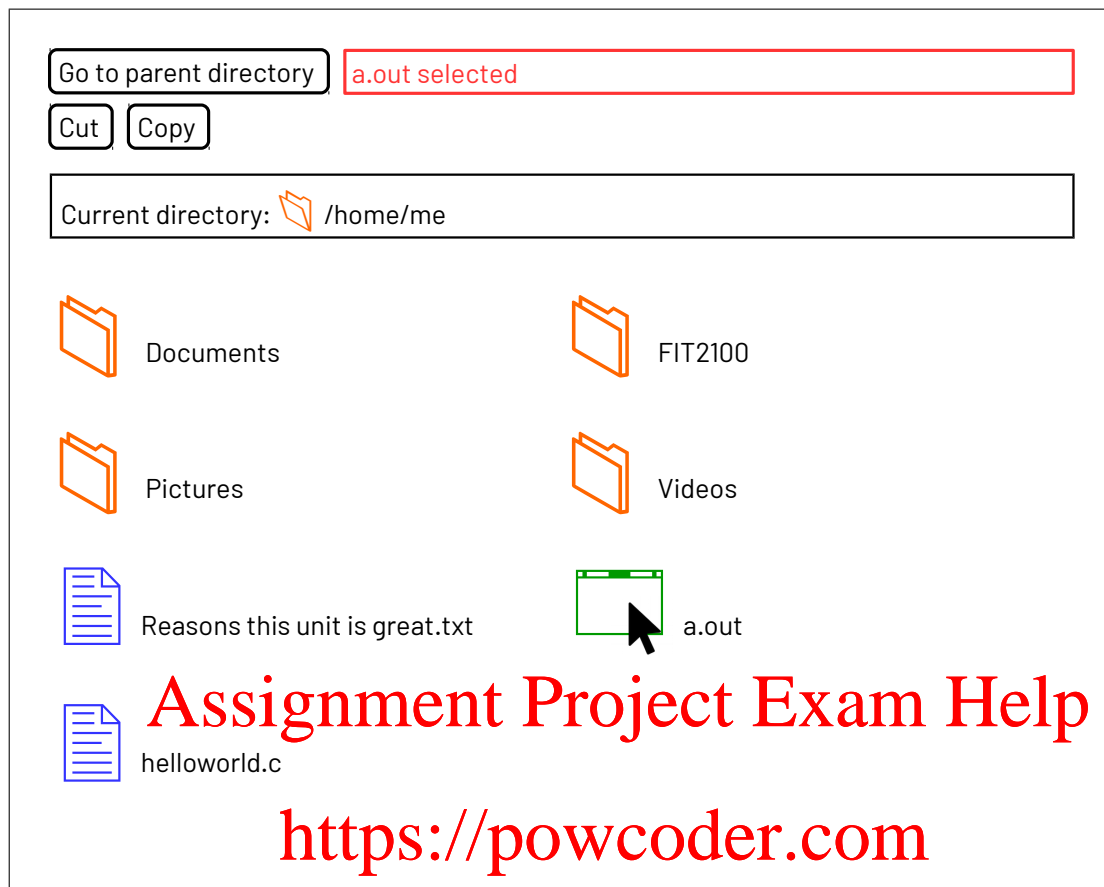 Go to parent directory a.out selected
Cut Copy
Current directory: /home/me
Documents FIT2100
Pictures Videos
Reasons this unit is great.txt a.out
Assignment Project Exam Help
helloworld.c
https://powcoder.com